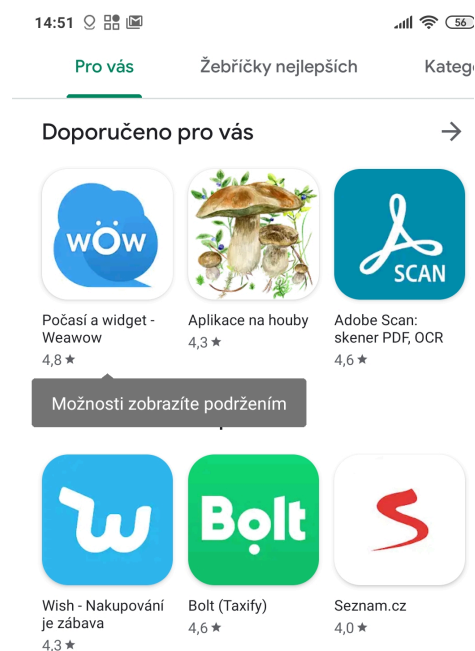 14:51
56
Pro vás
Žebříčky nejlepších
Kateg
Doporučeno pro vás
WÖW
SCAN
Počasí a widget -
Weawow
4,8 ★
Aplikace na houby
4,3 ★
Adobe Scan:
skener PDF, OCR
4,6 ★
Možnosti zobrazíte podržením
Bolt
Wish - Nakupování
je zábava
4,3 ★
Bolt (Taxify)
4,6 ★
Seznam.cz
4,0 ★